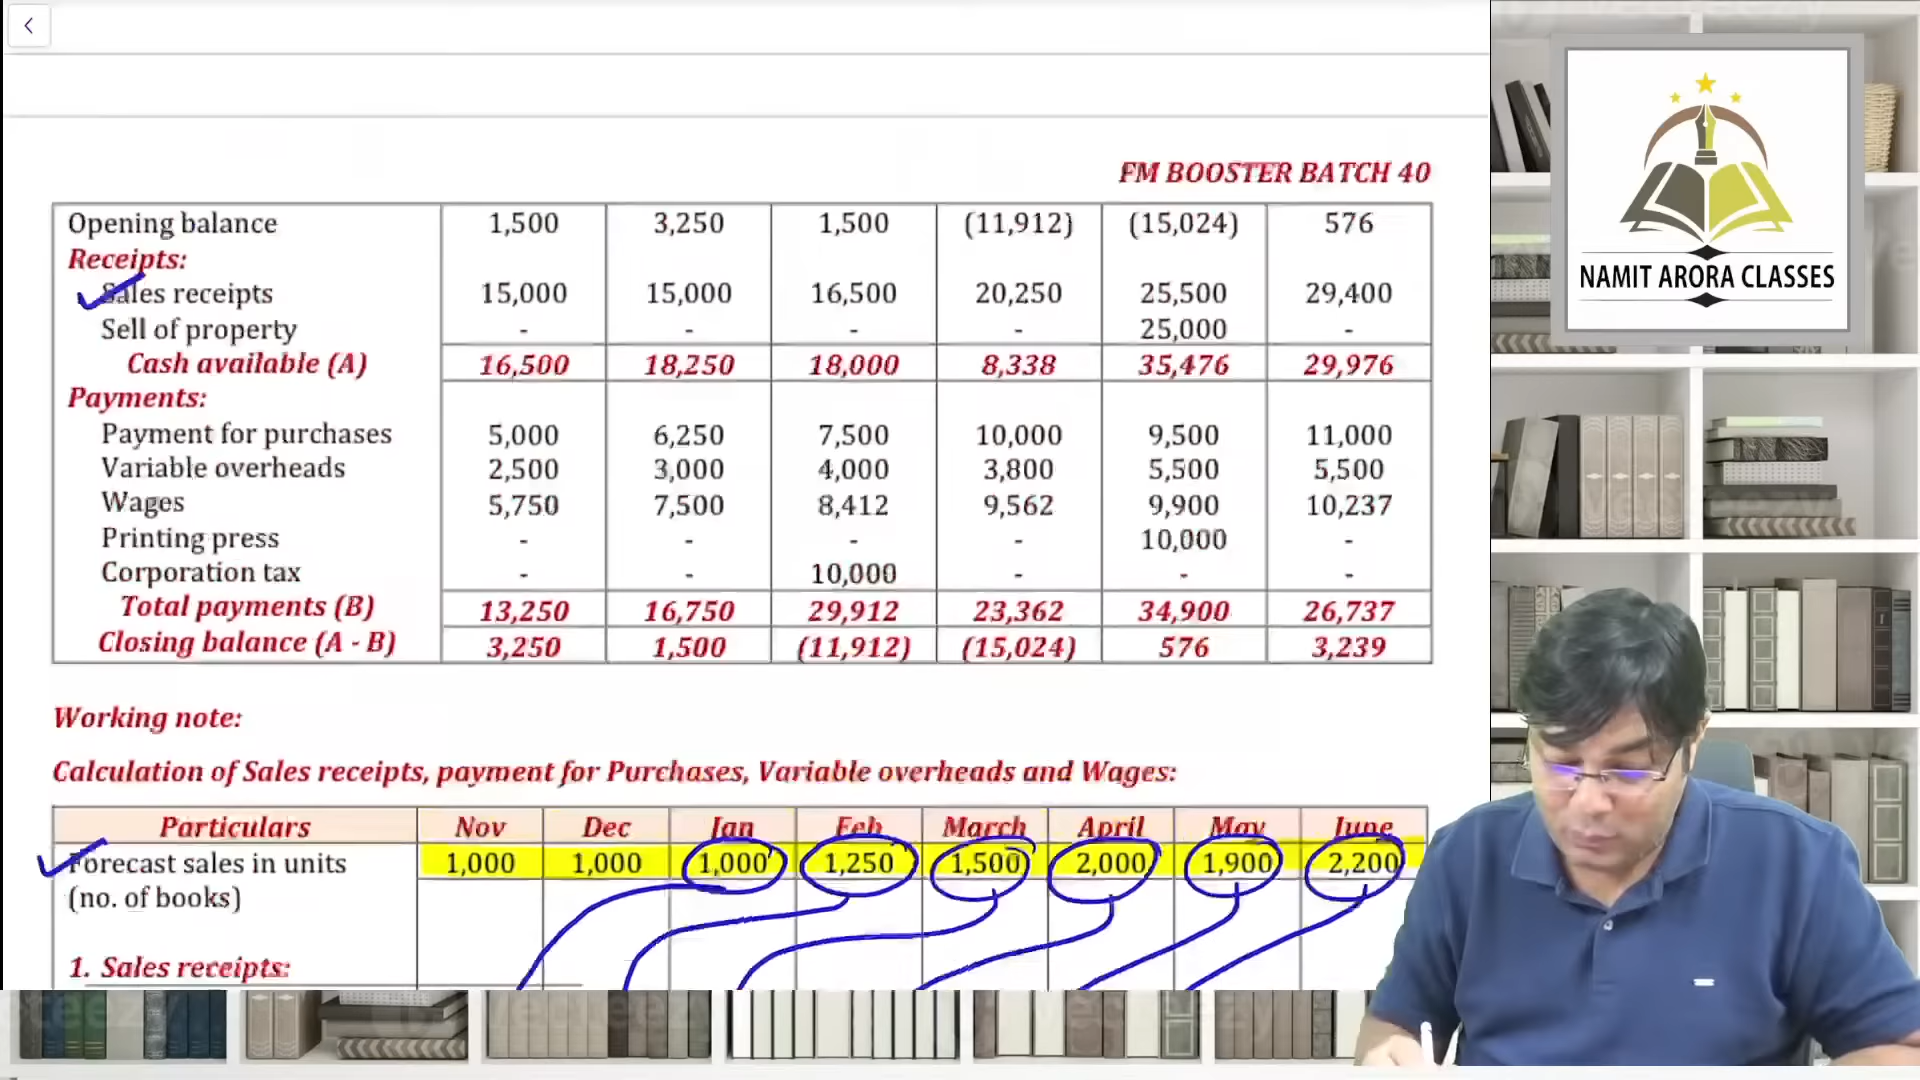 FM BOOSTER BATCH 40
Opening balance 1,500 3,250 1,500 (11,912) (15,024) 576
Receipts:
Sales receipts 15,000 15,000 16,500 20,250 25,500 29,400
Sell of property - - - - 25,000 -
Cash available (A) 16,500 18,250 18,000 8,338 35,476 29,976
Payments:
Payment for purchases 5,000 6,250 7,500 10,000 9,500 11,000
Variable overheads 2,500 3,000 4,000 3,800 5,500 5,500
Wages 5,750 7,500 8,412 9,562 9,900 10,237
Printing press - - - - 10,000 -
Corporation tax - - 10,000 - - -
Total payments (B) 13,250 16,750 29,912 23,362 34,900 26,737
Closing balance (A - B) 3,250 1,500 (11,912) (15,024) 576 3,239
Working note:
Calculation of Sales receipts, payment for Purchases, Variable overheads and Wages:
Particulars Nov Dec Jan Feb March April May June
Forecast sales in units 1,000 1,000 1,000 1,250 1,500 2,000 1,900 2,200
(no. of books)
1. Sales receipts:
NAMIT ARORA CLASSES